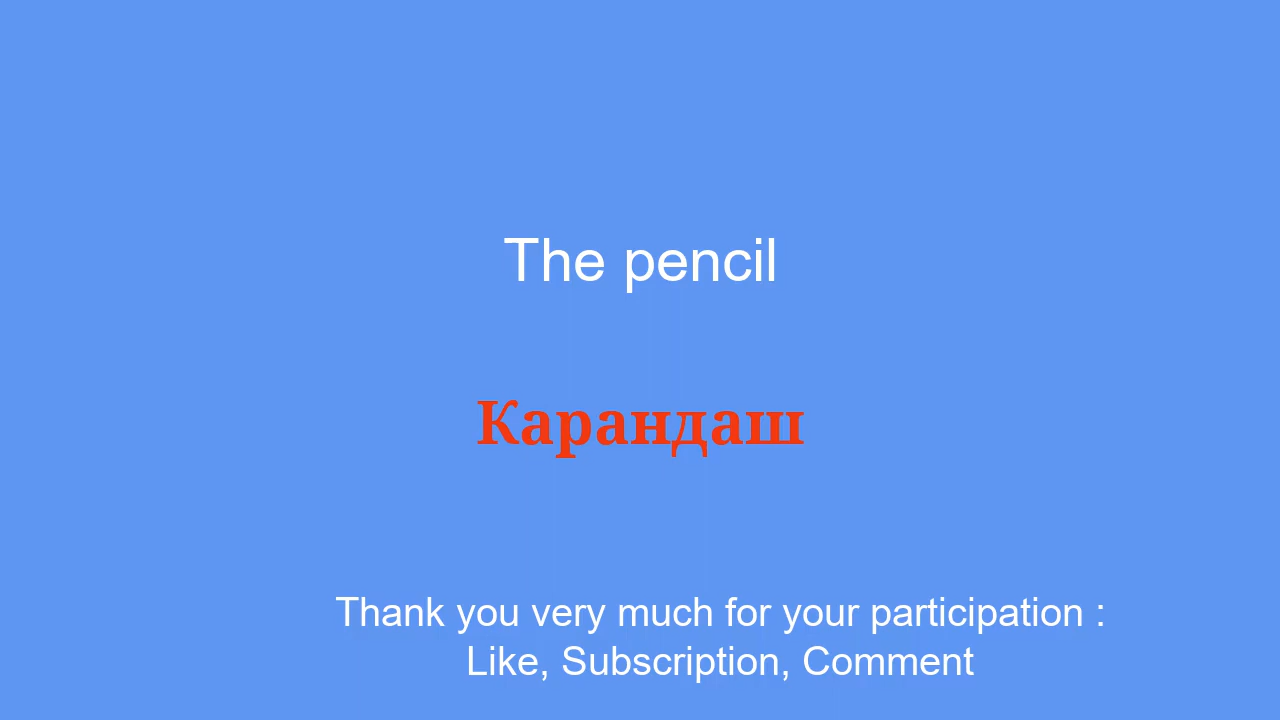 The pencil
Карандаш
Thank you very much for your participation :
Like, Subscription, Comment